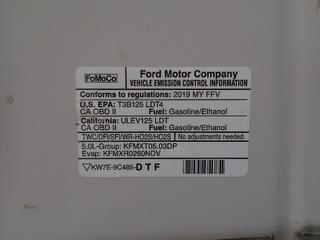 FoMoCo
Ford Motor Company
VEHICLE EMISSION CONTROL INFORMATION
Conforms to regulations: 2019 MY FFV
U.S. EPA: T3B125 LDT4
CA OBD II Fuel: Gasoline/Ethanol
California: ULEV125 LDT
CA OBD II Fuel: Gasoline/Ethanol
TWC/DFI/SFI/WR-HO2S/HO2S No adjustments needed.
5.0L-Group: KFMXT05.03DP
Evap: KFMXR0260NDV
KW7E-9C485-DTF